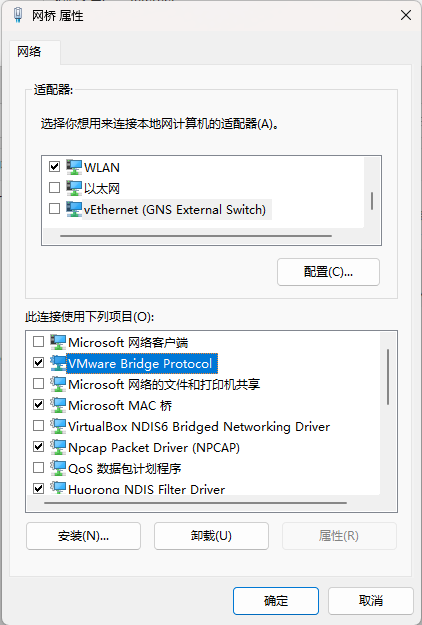 网桥 属性
网络
适配器:
选择你想用来连接本地网计算机的适配器(A)。
WLAN
以太网
vEthernet (GNS External Switch)
配置(C)...
此连接使用下列项目(O):
Microsoft 网络客户端
VMware Bridge Protocol
Microsoft 网络的文件和打印机共享
Microsoft MAC 桥
VirtualBox NDIS6 Bridged Networking Driver
Npcap Packet Driver (NPCAP)
QoS 数据包计划程序
Huorong NDIS Filter Driver
安装(N)...
卸载(U)
属性(R)
确定
取消